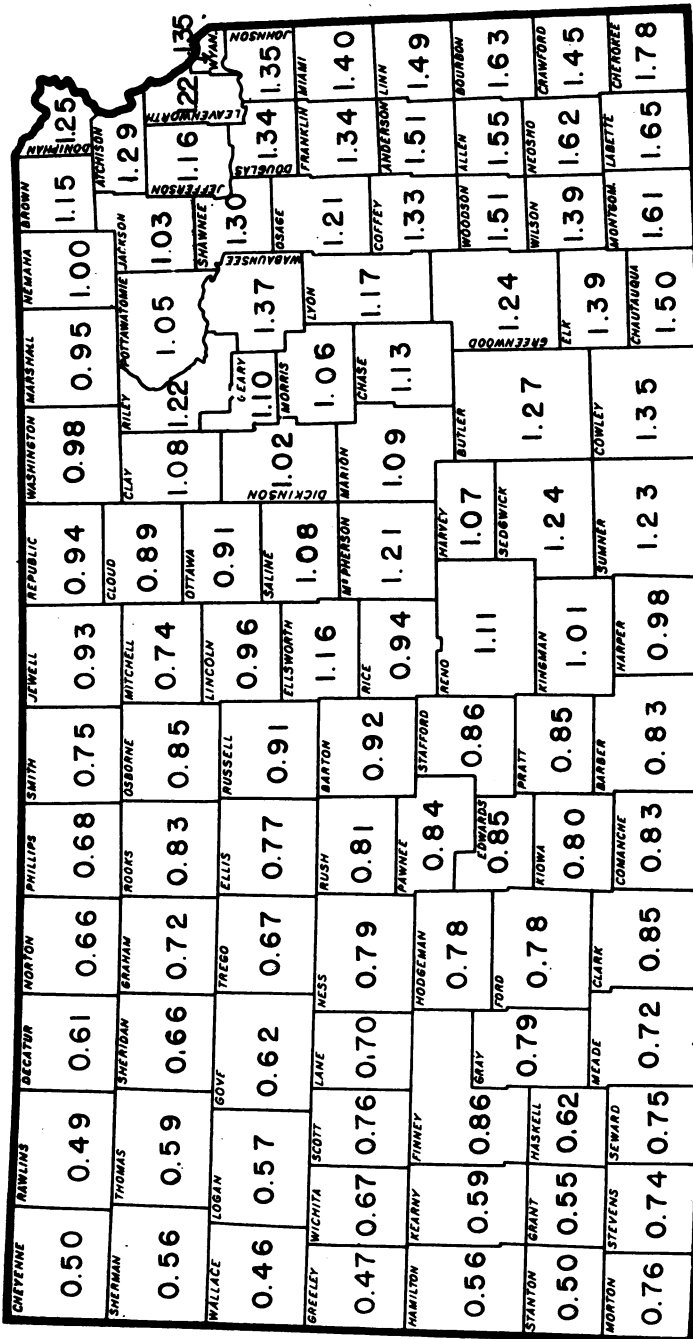 CHEYENNE
0.50
RAWLINS
0.49
DECATUR
0.61
NORTON
0.66
PHILLIPS
0.68
SMITH
0.75
JEWELL
0.93
REPUBLIC
0.94
WASHINGTON
0.98
MARSHALL
0.95
NEMAHA
1.00
BROWN
1.15
DONIPHAN
1.25
SHERMAN
0.56
THOMAS
0.59
SHERIDAN
0.66
GRAHAM
0.72
ROOKS
0.83
OSBORNE
0.85
MITCHELL
0.74
CLOUD
0.89
CLAY
1.08
RILEY
1.22
POTTAWATOMIE
1.05
JACKSON
1.03
ATCHISON
1.29
JEFFERSON
1.16
LEAVENWORTH
1.22
WYAN.
1.35
WALLACE
0.46
LOGAN
0.57
GOVE
0.62
TREGO
0.67
ELLIS
0.77
RUSSELL
0.91
LINCOLN
0.96
OTTAWA
0.91
SALINE
1.08
DICKINSON
1.02
GEARY
1.10
MORRIS
1.06
WABAUNSEE
1.37
SHAWNEE
1.30
DOUGLAS
1.34
JOHNSON
1.35
GREELEY
0.47
WICHITA
0.67
SCOTT
0.76
LANE
0.70
NESS
0.79
RUSH
0.81
BARTON
0.92
ELLSWORTH
1.16
RICE
0.94
McPHERSON
1.21
MARION
1.09
CHASE
1.13
LYON
1.17
OSAGE
1.21
FRANKLIN
1.34
MIAMI
1.40
HAMILTON
0.56
KEARNY
0.59
FINNEY
0.86
GRAY
0.79
HODGEMAN
0.78
PAWNEE
0.84
EDWARDS
0.85
STAFFORD
0.86
RENO
1.11
HARVEY
1.07
BUTLER
1.27
GREENWOOD
1.24
COFFEY
1.33
ANDERSON
1.51
LINN
1.49
STANTON
0.50
GRANT
0.55
HASKELL
0.62
FORD
0.78
KIOWA
0.80
PRATT
0.85
KINGMAN
1.01
SEDGWICK
1.24
WOODSON
1.51
ALLEN
1.55
BOURBON
1.63
MORTON
0.76
STEVENS
0.74
SEWARD
0.75
MEADE
0.72
CLARK
0.85
COMANCHE
0.83
BARBER
0.83
HARPER
0.98
SUMNER
1.23
COWLEY
1.35
ELK
1.39
CHAUTAUQUA
1.50
WILSON
1.39
MONTGOM.
1.61
NEOSHO
1.62
LABETTE
1.65
CRAWFORD
1.45
CHEROKEE
1.78